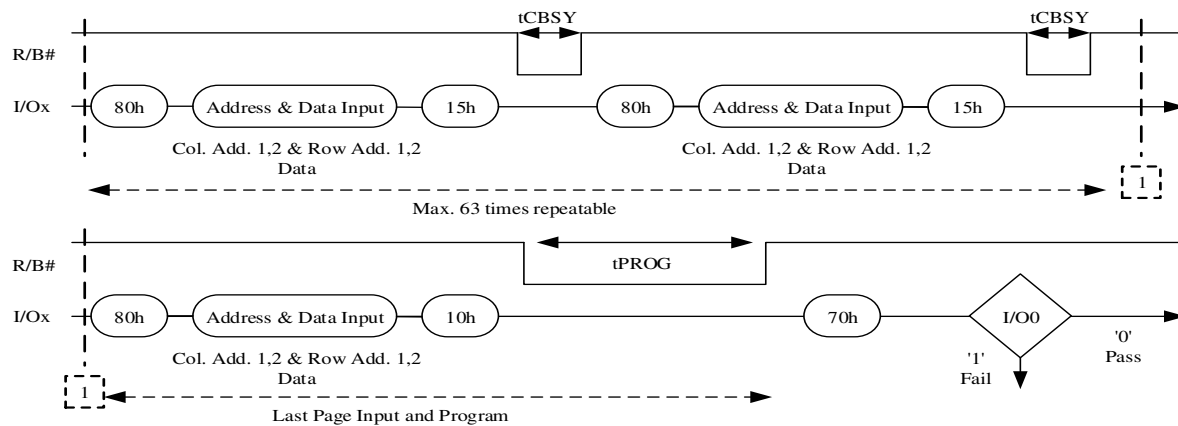 tCBSY tCBSY
R/B#
I/Ox 80h Address & Data Input 15h 80h Address & Data Input 15h
Col. Add. 1,2 & Row Add. 1,2 Col. Add. 1,2 & Row Add. 1,2
Data Data
1
Max. 63 times repeatable
R/B#
tPROG
I/Ox 80h Address & Data Input 10h 70h I/O0
'0'
Pass
Col. Add. 1,2 & Row Add. 1,2 '1'
Data Fail
1
Last Page Input and Program